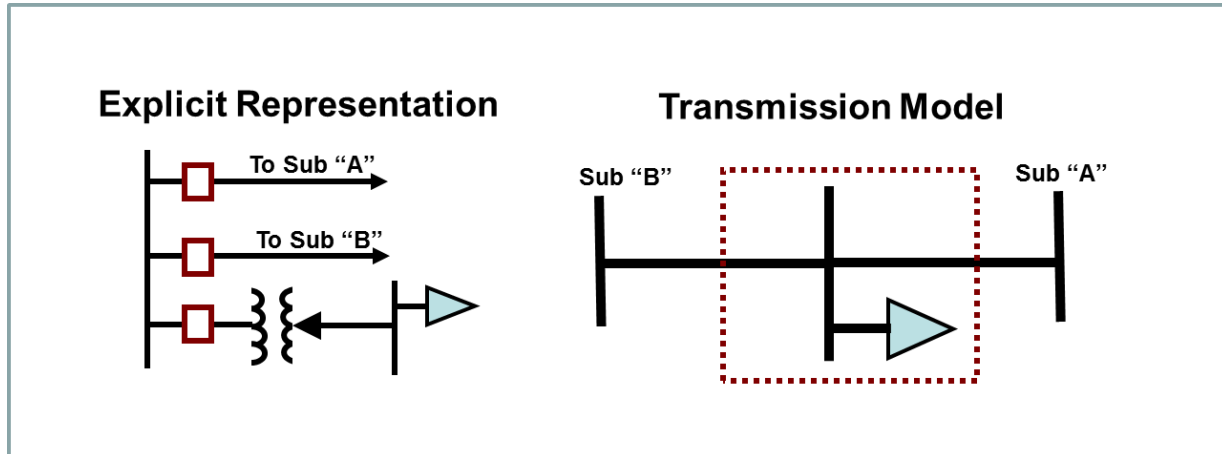 Explicit Representation
To Sub “A”
To Sub “B”
Transmission Model
Sub “B”
Sub “A”